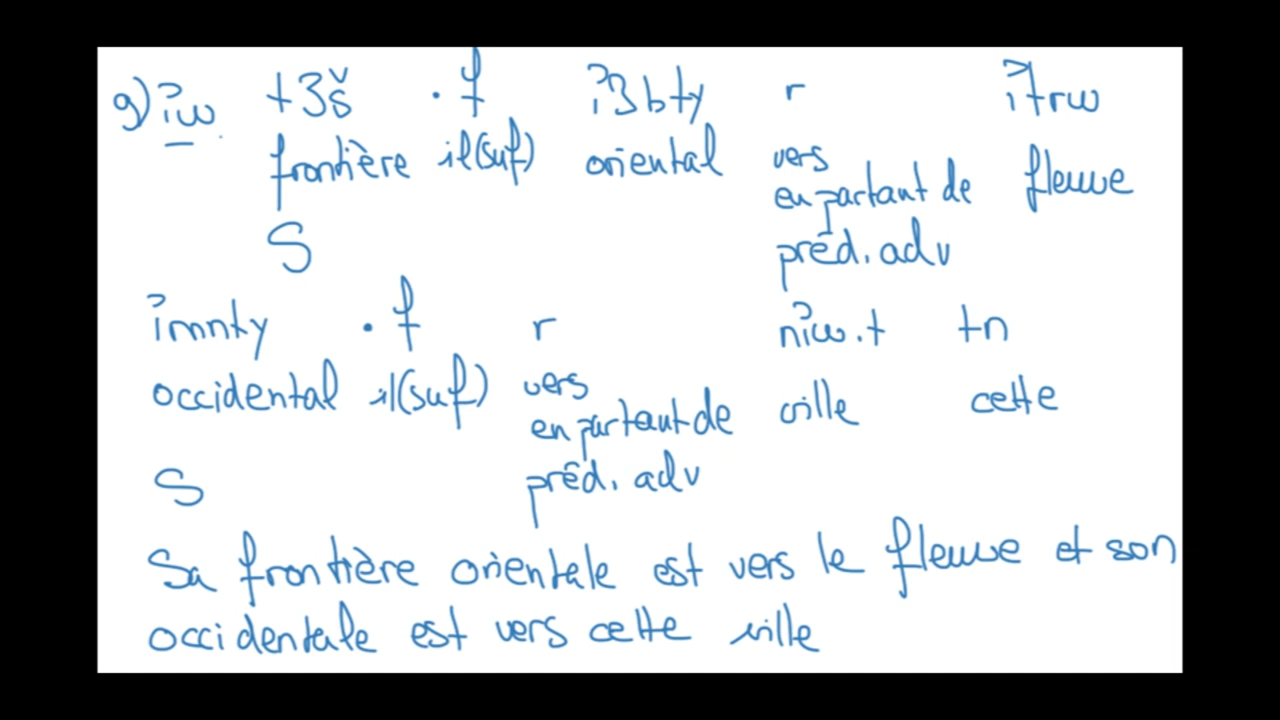 g) iw t3š .f i3bty r itrw
frontière il(suf) oriental vers fleuve
en partant de
S préd. adv
imnty .f r niw.t tn
occidental il(suf) vers ville cette
en partant de
S préd. adv
Sa frontière orientale est vers le fleuve et son
occidentale est vers cette ville